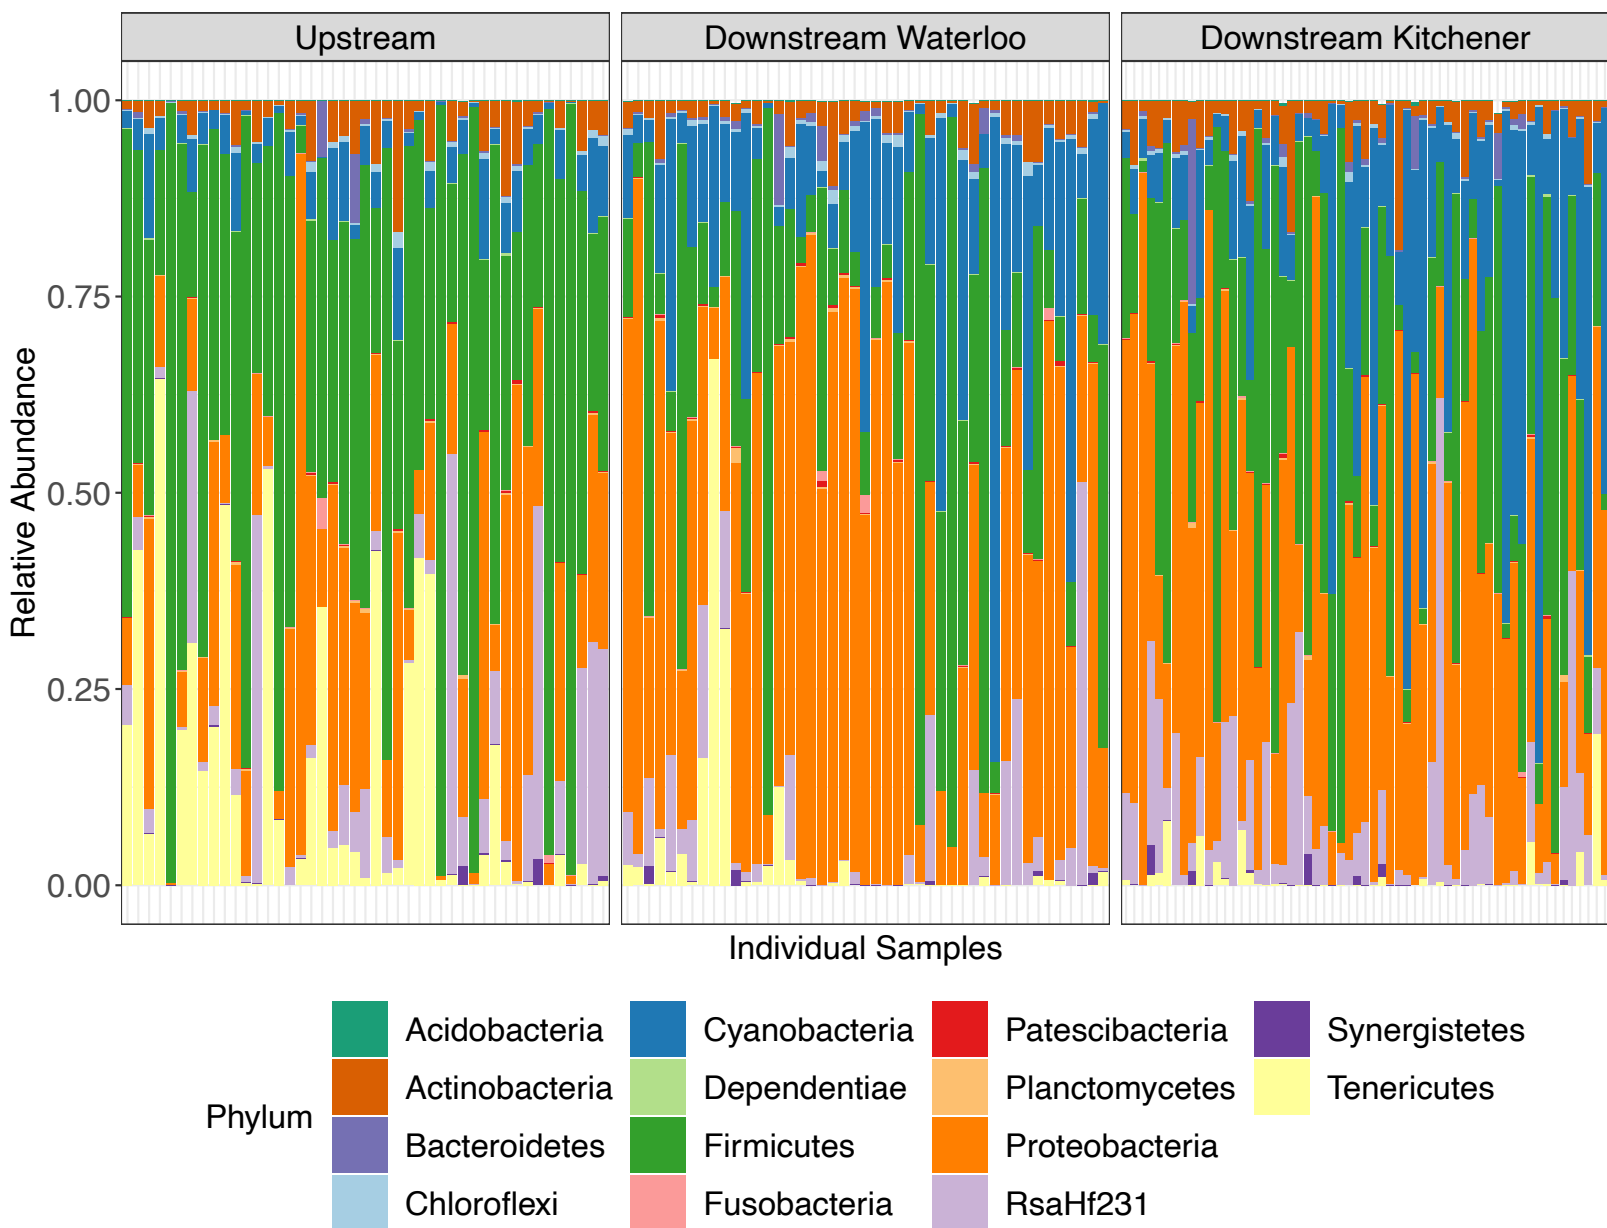 Upstream
Downstream Waterloo
Downstream Kitchener
1.00
0.75
0.50
0.25
0.00
Relative Abundance
Individual Samples
Phylum
Acidobacteria
Actinobacteria
Bacteroidetes
Chloroflexi
Cyanobacteria
Dependentiae
Firmicutes
Fusobacteria
Patescibacteria
Planctomycetes
Proteobacteria
RsaHf231
Synergistetes
Tenericutes